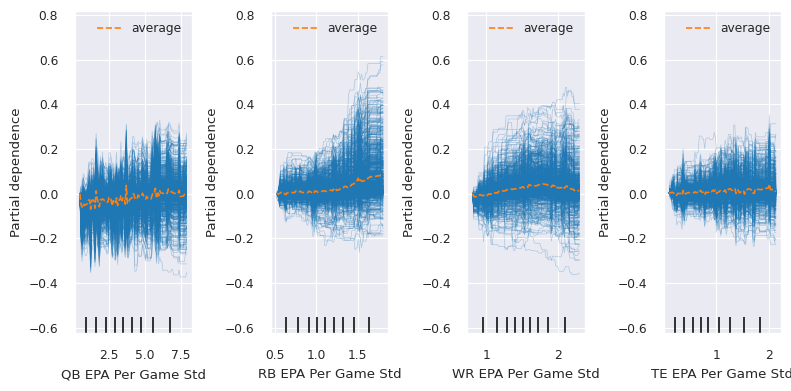 0.8
0.6
0.4
0.2
0.0
−0.2
−0.4
−0.6
Partial dependence
average
2.5 5.0 7.5
QB EPA Per Game Std
0.8
0.6
0.4
0.2
0.0
−0.2
−0.4
−0.6
Partial dependence
average
0.5 1.0 1.5
RB EPA Per Game Std
0.8
0.6
0.4
0.2
0.0
−0.2
−0.4
−0.6
Partial dependence
average
1 2
WR EPA Per Game Std
0.8
0.6
0.4
0.2
0.0
−0.2
−0.4
−0.6
Partial dependence
average
1 2
TE EPA Per Game Std